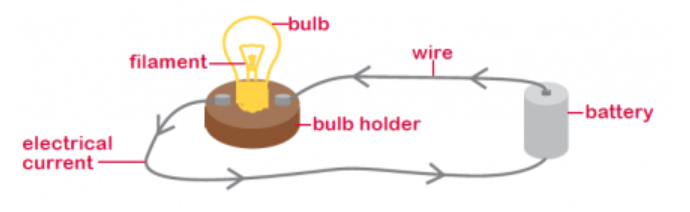 bulb
wire
filament
battery
bulb holder
electrical
current